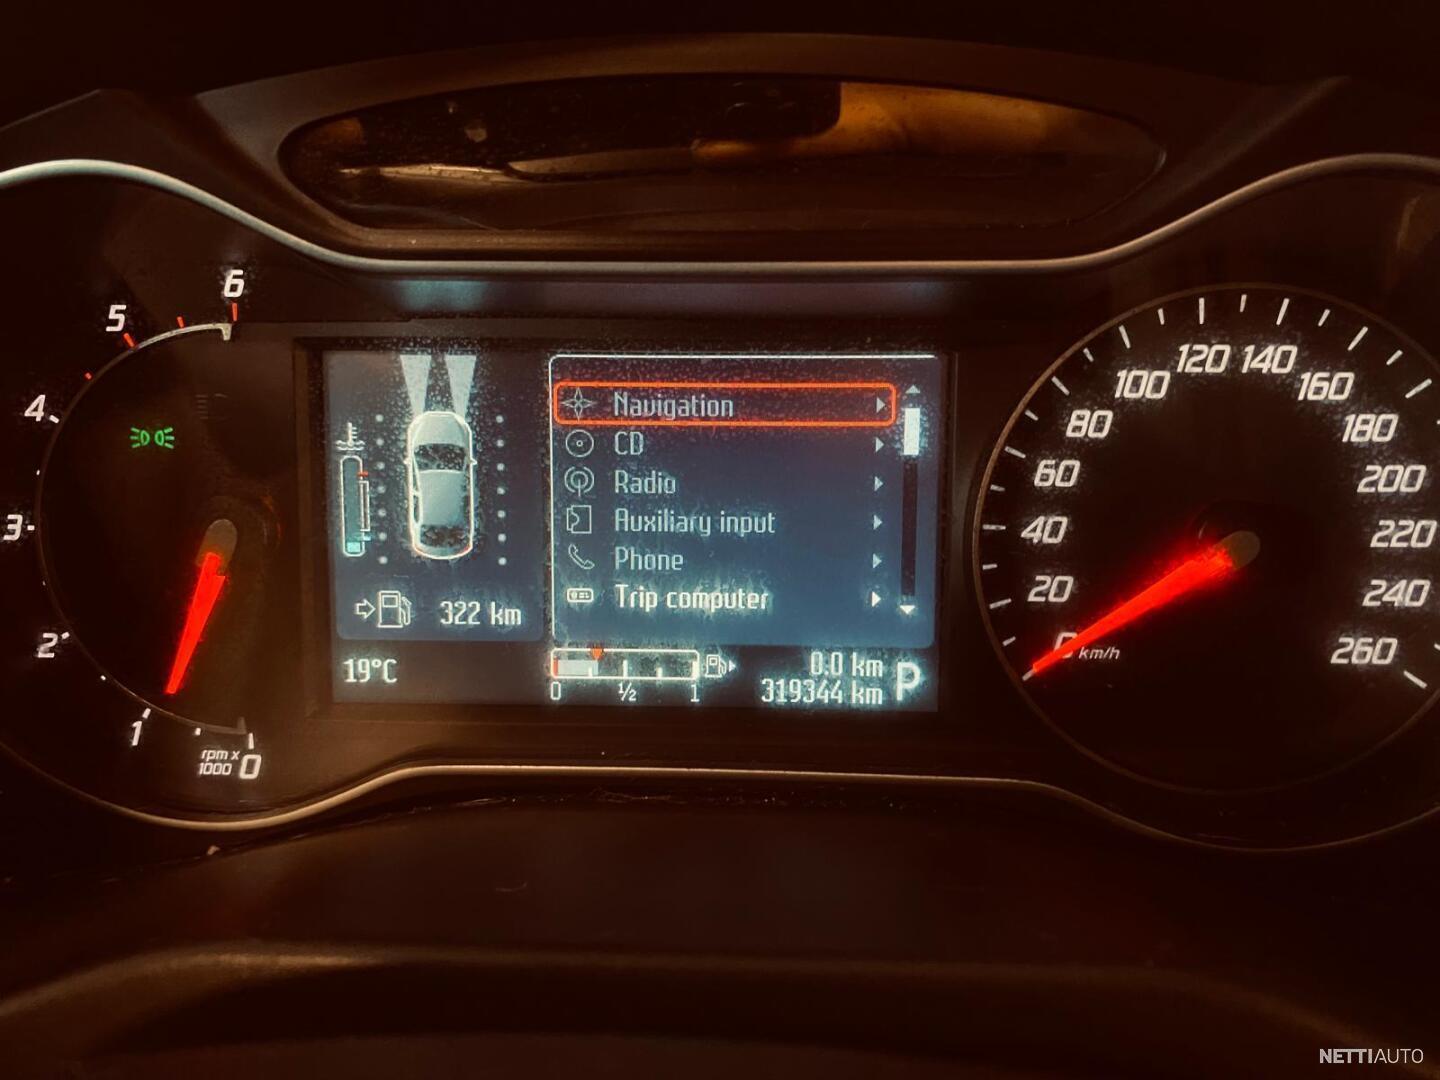 6
5
4
3
2
1
rpm x
1000 0
Navigation
CD
Radio
Auxiliary input
Phone
Trip computer
322 km
19°C
0 ½ 1
0.0 km
319344 km
P
0 km/h
20
40
60
80
100
120
140
160
180
200
220
240
260
NETTIAUTO